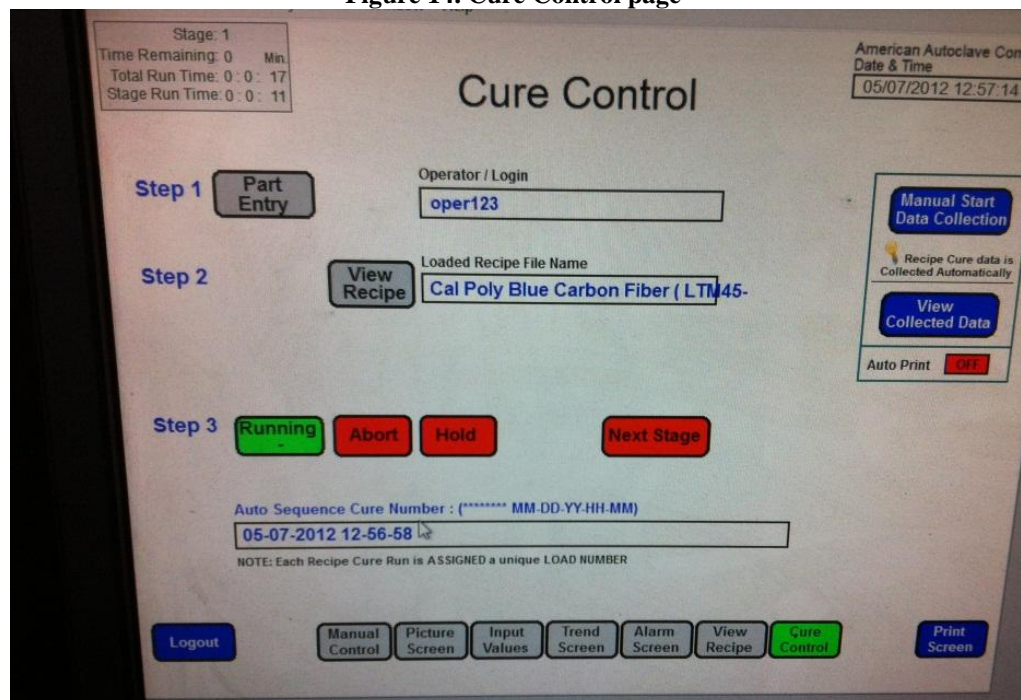 Figure 14. Cure Control page
Stage: 1
Time Remaining: 0 Min.
Total Run Time: 0 : 0 : 17
Stage Run Time: 0 : 0 : 11
Cure Control
American Autoclave Con
Date & Time
05/07/2012 12:57:14
Step 1
Part
Entry
Operator / Login
oper123
Manual Start
Data Collection
Recipe Cure data is
Collected Automatically
View
Collected Data
Auto Print OFF
Step 2
View
Recipe
Loaded Recipe File Name
Cal Poly Blue Carbon Fiber ( LTM45-
Step 3
Running
-
Abort
Hold
Next Stage
Auto Sequence Cure Number : (******** MM-DD-YY-HH-MM)
05-07-2012 12-56-58
NOTE: Each Recipe Cure Run is ASSIGNED a unique LOAD NUMBER
Logout
Manual
Control
Picture
Screen
Input
Values
Trend
Screen
Alarm
Screen
View
Recipe
Cure
Control
Print
Screen